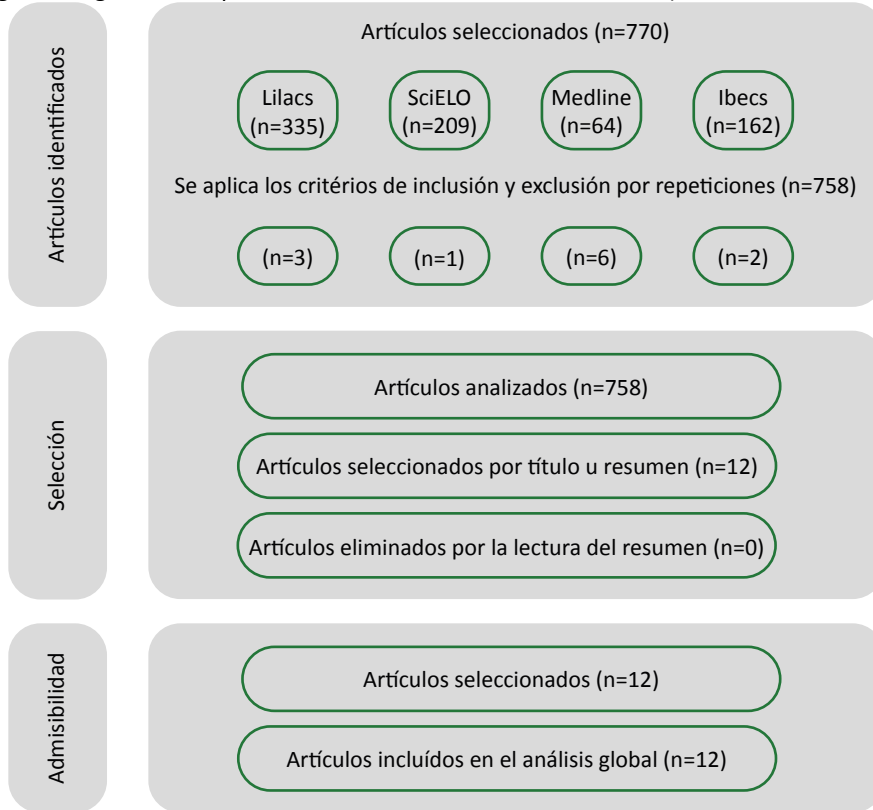 Artículos identificados
Artículos seleccionados (n=770)
Lilacs
(n=335)
SciELO
(n=209)
Medline
(n=64)
Ibecs
(n=162)
Se aplica los critérios de inclusión y exclusión por repeticiones (n=758)
(n=3)
(n=1)
(n=6)
(n=2)
Selección
Artículos analizados (n=758)
Artículos seleccionados por título u resumen (n=12)
Artículos eliminados por la lectura del resumen (n=0)
Admisibilidad
Artículos seleccionados (n=12)
Artículos incluídos en el análisis global (n=12)